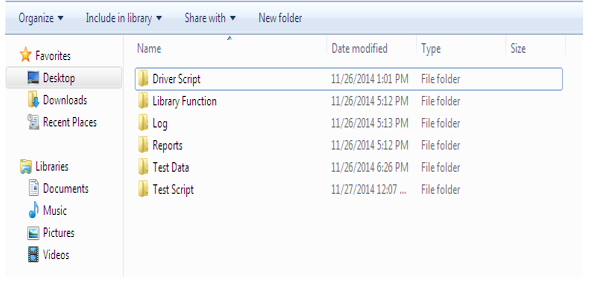 Organize Include in library Share with New folder
Favorites
Desktop
Downloads
Recent Places
Libraries
Documents
Music
Pictures
Videos
Name Date modified Type Size
Driver Script 11/26/2014 1:01 PM File folder
Library Function 11/26/2014 5:12 PM File folder
Log 11/26/2014 5:13 PM File folder
Reports 11/26/2014 5:12 PM File folder
Test Data 11/26/2014 6:26 PM File folder
Test Script 11/27/2014 12:07 ... File folder